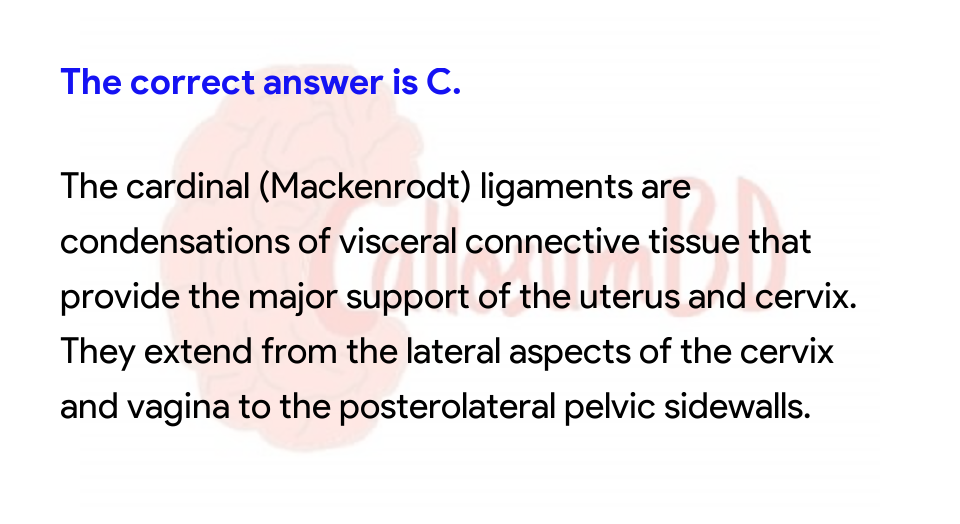 The correct answer is C.
The cardinal (Mackenrodt) ligaments are
condensations of visceral connective tissue that
provide the major support of the uterus and cervix.
They extend from the lateral aspects of the cervix
and vagina to the posterolateral pelvic sidewalls.
CallosumBD